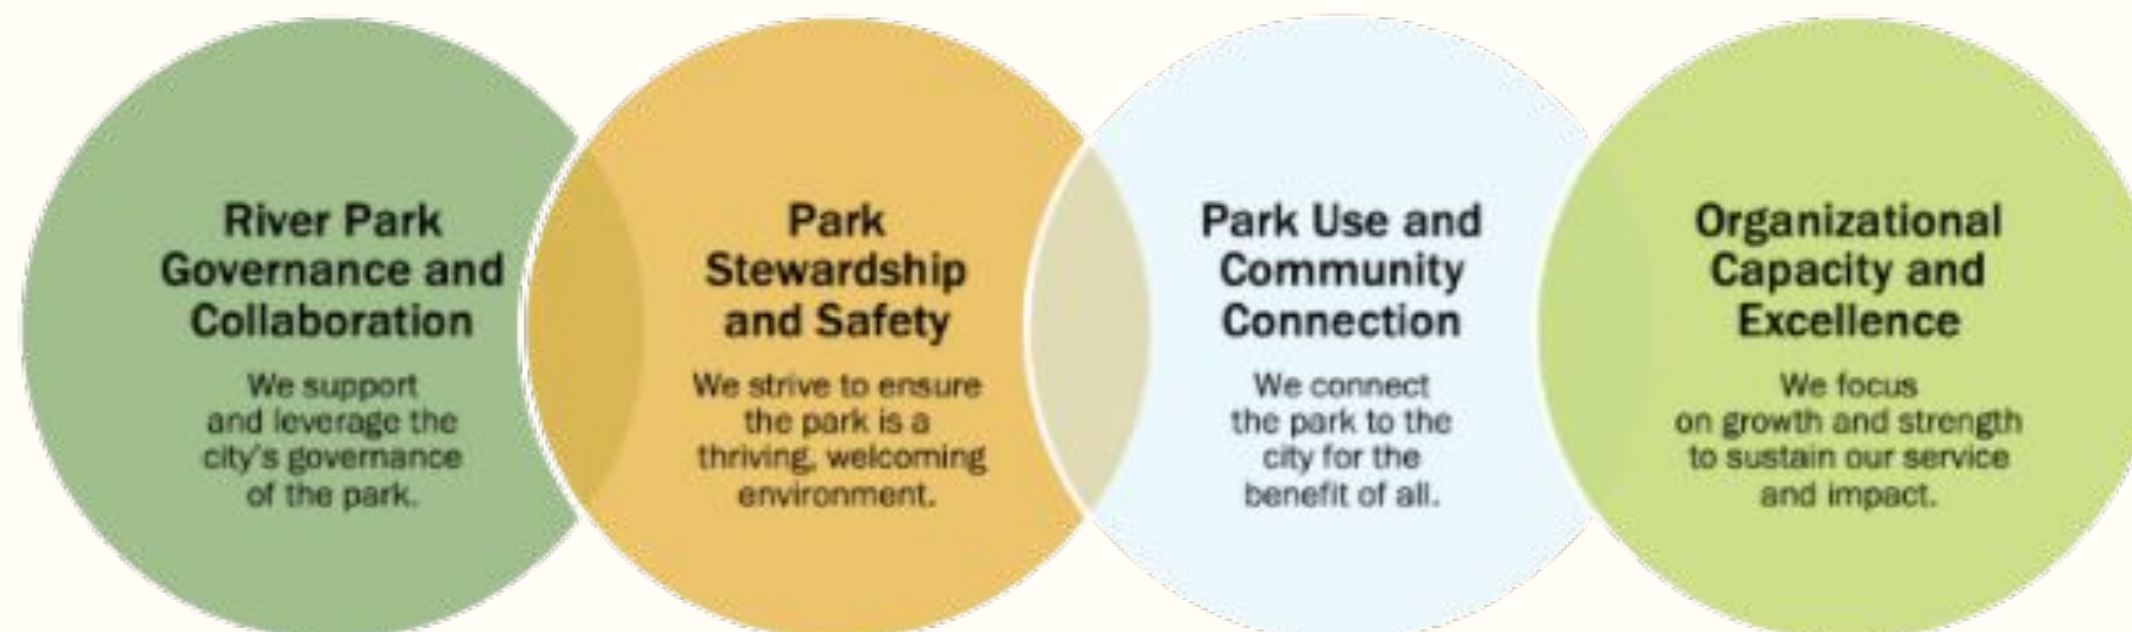 River Park
Governance and
Collaboration
We support
and leverage the
city's governance
of the park.
Park
Stewardship
and Safety
We strive to ensure
the park is a
thriving, welcoming
environment.
Park Use and
Community
Connection
We connect
the park to the
city for the
benefit of all.
Organizational
Capacity and
Excellence
We focus
on growth and strength
to sustain our service
and impact.